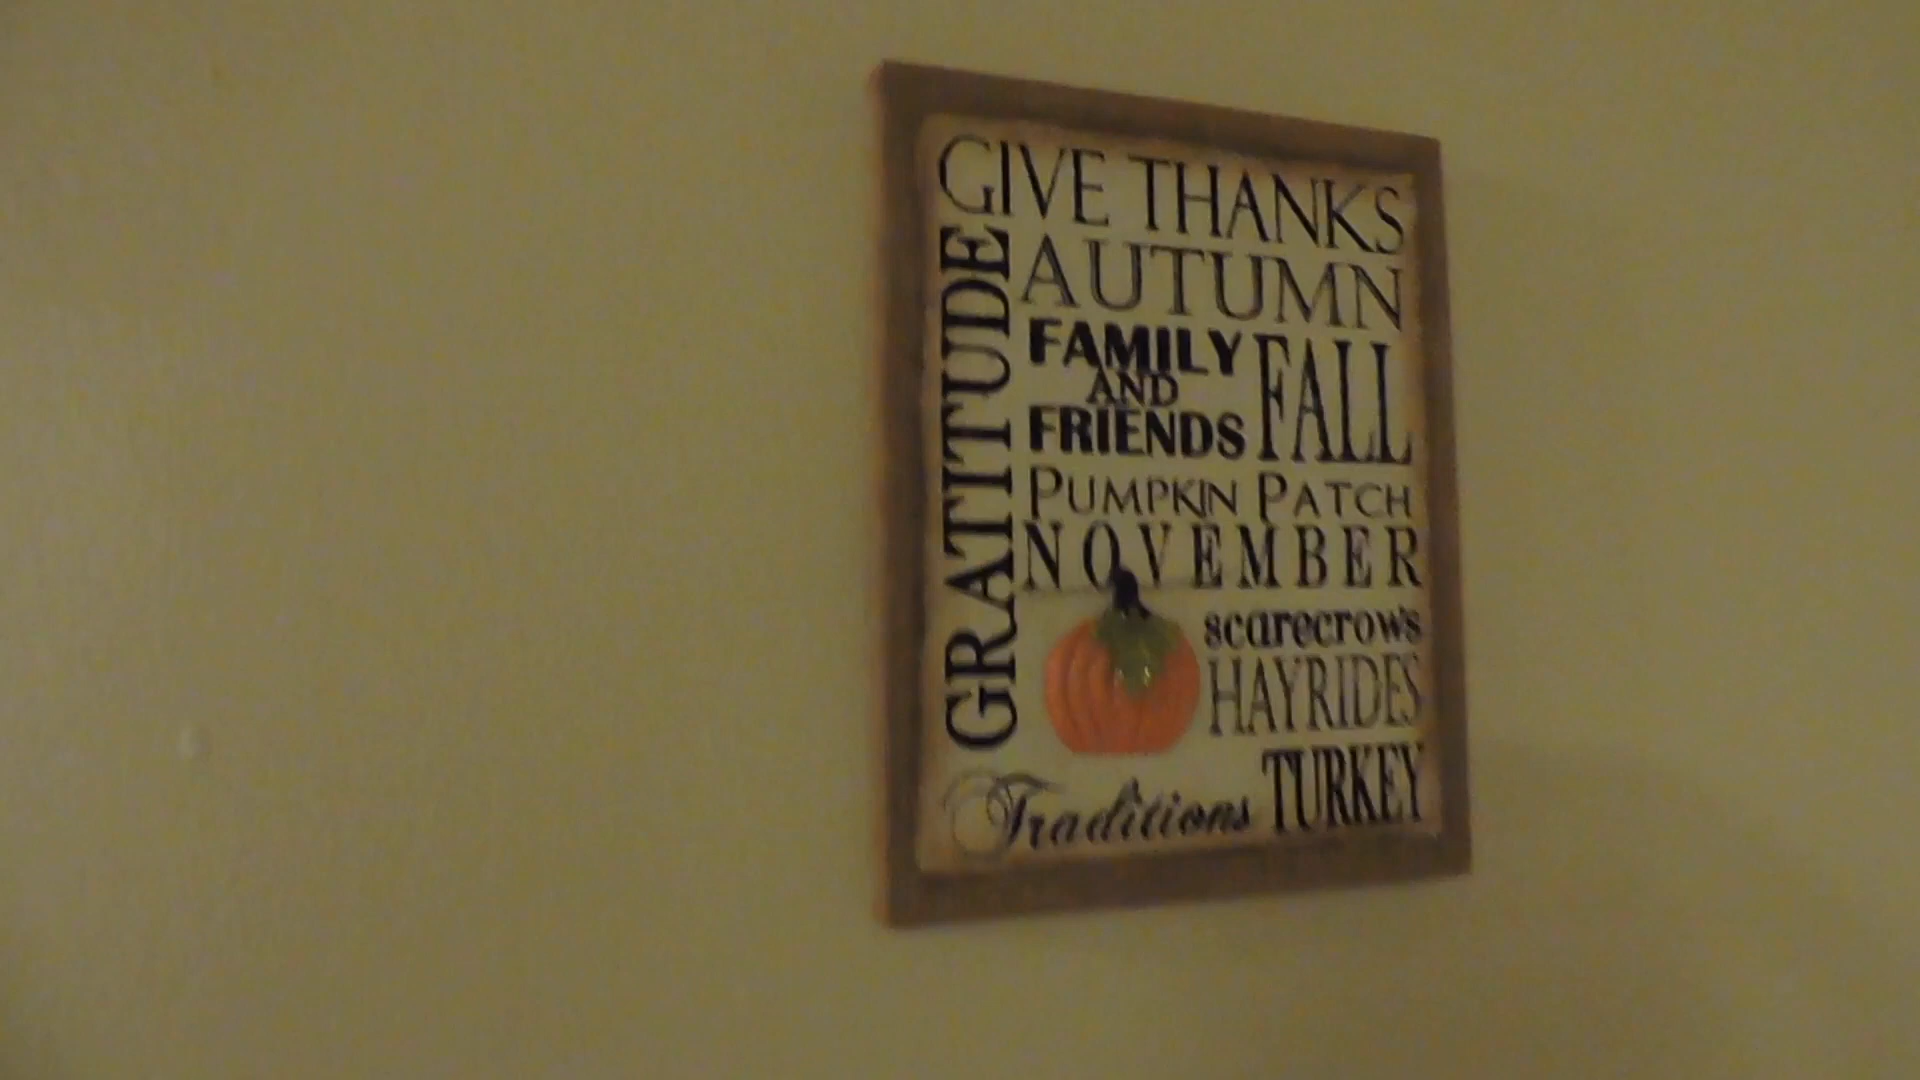 GIVE THANKS
GRATITUDE
AUTUMN
FAMILY
AND
FRIENDS
FALL
PUMPKIN PATCH
NOVEMBER
scarecrows
HAYRIDES
TURKEY
Traditions